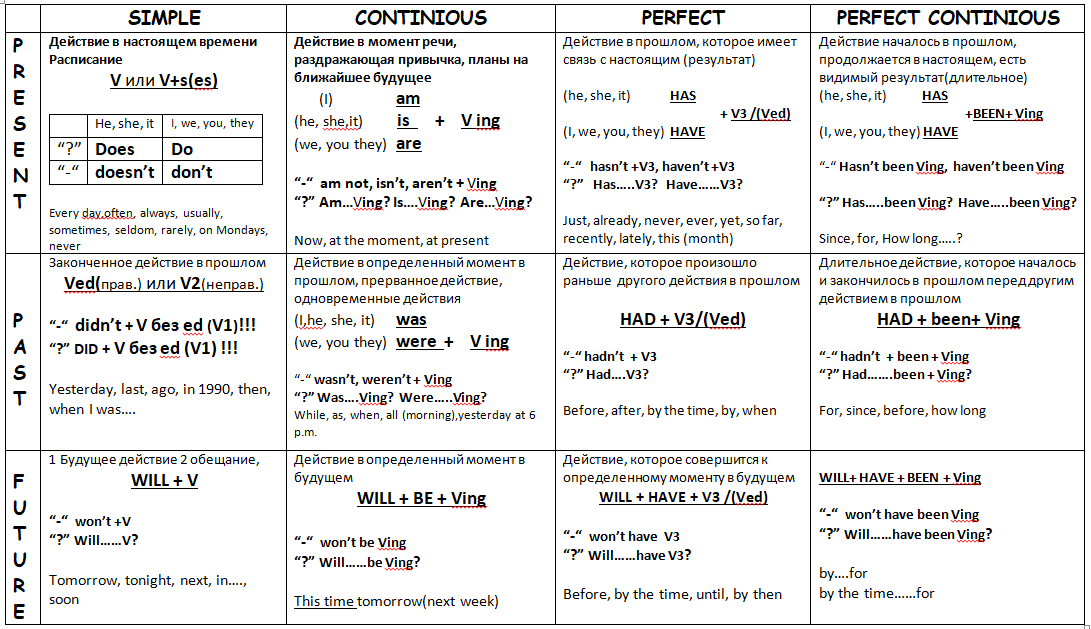 SIMPLE
CONTINIOUS
PERFECT
PERFECT CONTINIOUS
PRESENT
Действие в настоящем времени
Расписание
V или V+s(es)
He, she, it I, we, you, they
“?” Does Do
“-“ doesn’t don’t
Every day,often, always, usually,
sometimes, seldom, rarely, on Mondays,
never
Действие в момент речи,
раздражающая привычка, планы на
ближайшее будущее
(I) am
(he, she,it) is + V ing
(we, you they) are
“-“ am not, isn’t, aren’t + Ving
“?” Am...Ving? Is....Ving? Are...Ving?
Now, at the moment, at present
Действие в прошлом, которое имеет
связь с настоящим (результат)
(he, she, it) HAS
+ V3 /(Ved)
(I, we, you, they) HAVE
“-“ hasn’t +V3, haven’t +V3
“?” Has…..V3? Have……V3?
Just, already, never, ever, yet, so far,
recently, lately, this (month)
Действие началось в прошлом,
продолжается в настоящем, есть
видимый результат(длительное)
(he, she, it) HAS
+BEEN+ Ving
(I, we, you, they) HAVE
“-“ Hasn’t been Ving, haven’t been Ving
“?” Has…..been Ving? Have…..been Ving?
Since, for, How long…..?
PAST
Законченное действие в прошлом
Ved(прав.) или V2(неправ.)
“-“ didn’t + V без ed (V1)!!!
“?” DID + V без ed (V1) !!!
Yesterday, last, ago, in 1990, then,
when I was….
Действие в определенный момент в
прошлом, прерванное действие,
одновременные действия
(I,he, she, it) was
(we, you they) were + V ing
“-“ wasn’t, weren’t + Ving
“?” Was….Ving? Were…..Ving?
While, as, when, all (morning),yesterday at 6
p.m.
Действие, которое произошло
раньше другого действия в прошлом
HAD + V3/(Ved)
“-“ hadn’t + V3
“?” Had….V3?
Before, after, by the time, by, when
Длительное действие, которое началось
и закончилось в прошлом перед другим
действием в прошлом
HAD + been+ Ving
“-“ hadn’t + been + Ving
“?” Had…….been + Ving?
For, since, before, how long
FUTURE
1 Будущее действие 2 обещание,
WILL + V
“-“ won’t +V
“?” Will……V?
Tomorrow, tonight, next, in….,
soon
Действие в определенный момент в
будущем
WILL + BE + Ving
“-“ won’t be Ving
“?” Will……be Ving?
This time tomorrow(next week)
Действие, которое совершится к
определенному моменту в будущем
WILL + HAVE + V3 /(Ved)
“-“ won’t have V3
“?” Will……have V3?
Before, by the time, until, by then
WILL+ HAVE + BEEN + Ving
“-“ won’t have been Ving
“?” Will……have been Ving?
by….for
by the time……for